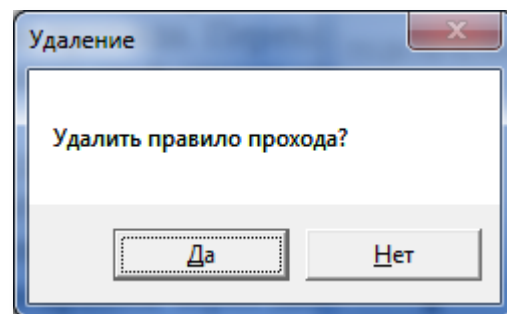 Удаление
Удалить правило прохода?
Да
Нет